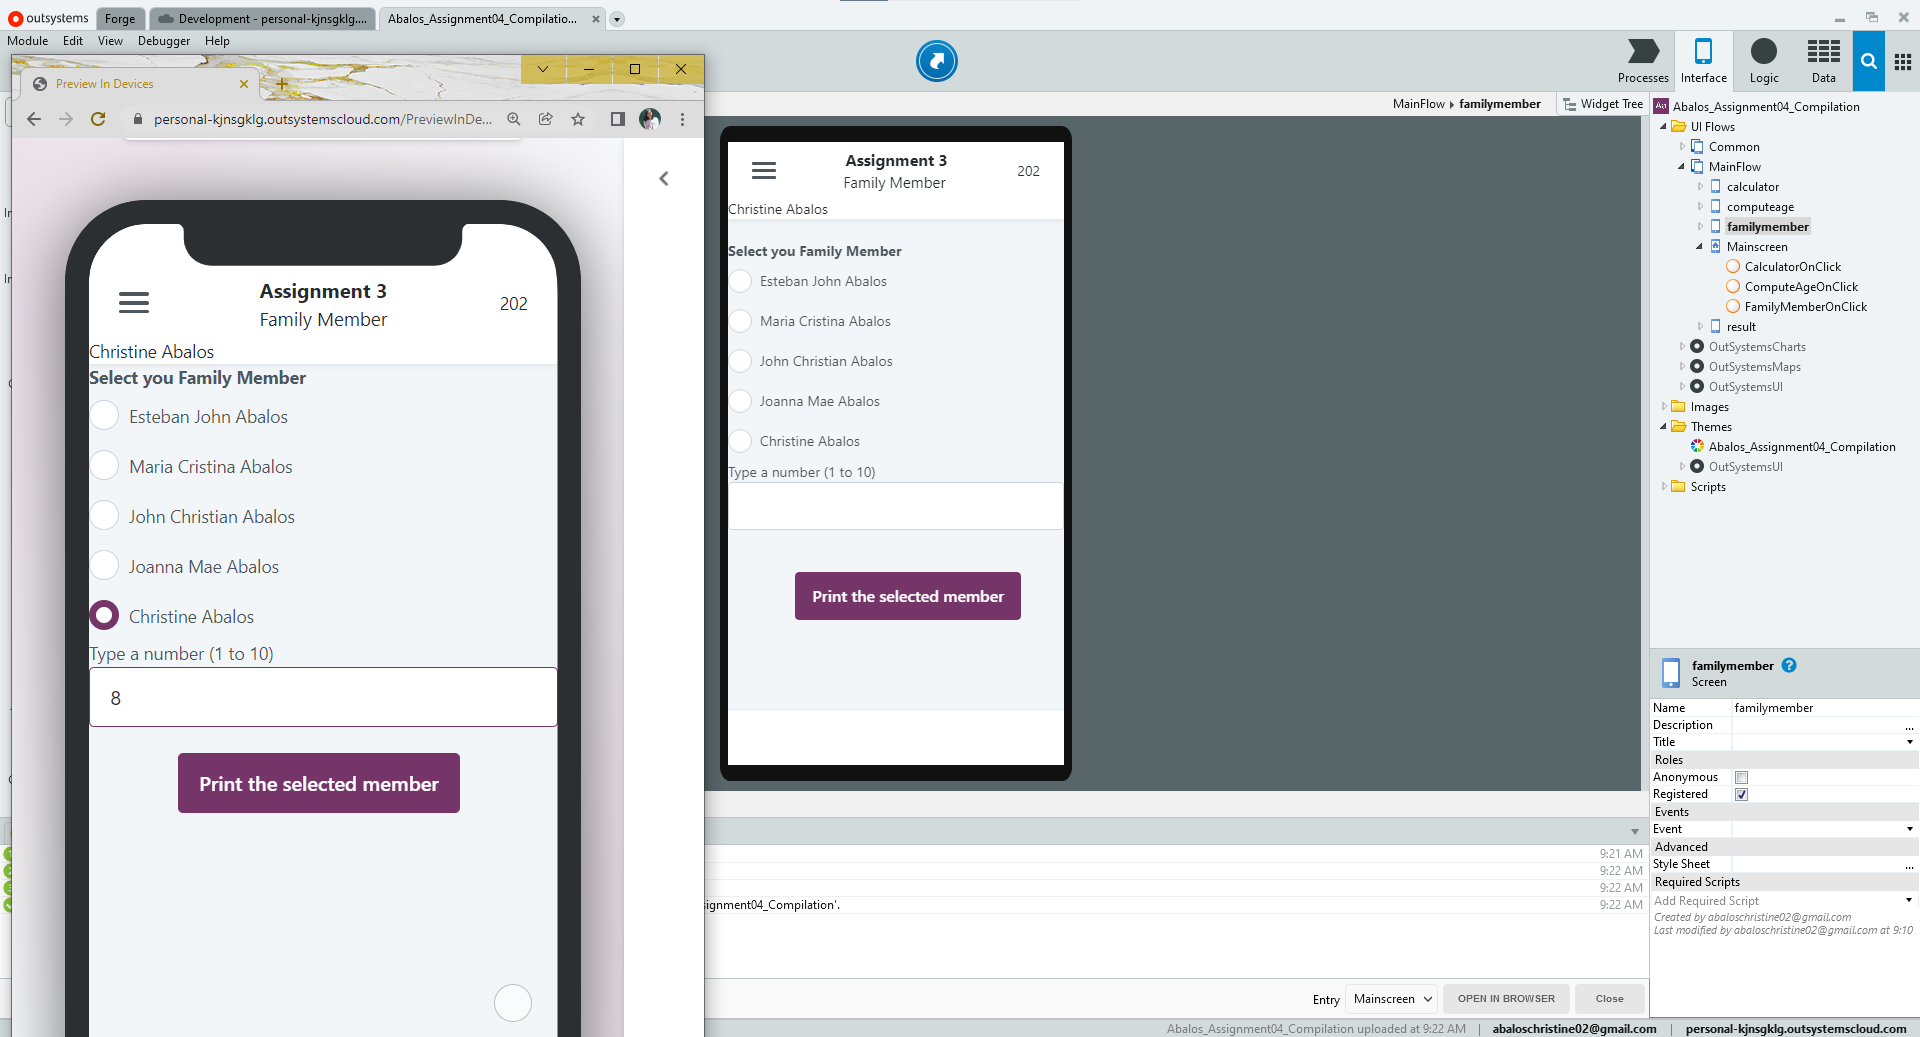 outsystems
Forge
Development - personal-kjnsgklg....
Abalos_Assignment04_Compilatio...
Module Edit View Debugger Help
Processes
Interface
Logic
Data
Preview In Devices
personal-kjnsgklg.outsystemscloud.com/PreviewInDe...
Assignment 3
Family Member
202
Christine Abalos
Select you Family Member
Esteban John Abalos
Maria Cristina Abalos
John Christian Abalos
Joanna Mae Abalos
Christine Abalos
Type a number (1 to 10)
8
Print the selected member
MainFlow familymember
Widget Tree
Assignment 3
Family Member
202
Christine Abalos
Select you Family Member
Esteban John Abalos
Maria Cristina Abalos
John Christian Abalos
Joanna Mae Abalos
Christine Abalos
Type a number (1 to 10)
Print the selected member
9:21 AM
9:22 AM
9:22 AM
signment04_Compilation'. 9:22 AM
Entry Mainscreen OPEN IN BROWSER Close
Aa Abalos_Assignment04_Compilation
UI Flows
Common
MainFlow
calculator
computeage
familymember
Mainscreen
CalculatorOnClick
ComputeAgeOnClick
FamilyMemberOnClick
result
OutSystemsCharts
OutSystemsMaps
OutSystemsUI
Images
Themes
Abalos_Assignment04_Compilation
OutSystemsUI
Scripts
familymember
Screen
Name familymember
Description ...
Title
Roles
Anonymous
Registered
Events
Event
Advanced
Style Sheet ...
Required Scripts
Add Required Script
Created by abaloschristine02@gmail.com
Last modified by abaloschristine02@gmail.com at 9:10
Abalos_Assignment04_Compilation uploaded at 9:22 AM | abaloschristine02@gmail.com | personal-kjnsgklg.outsystemscloud.com